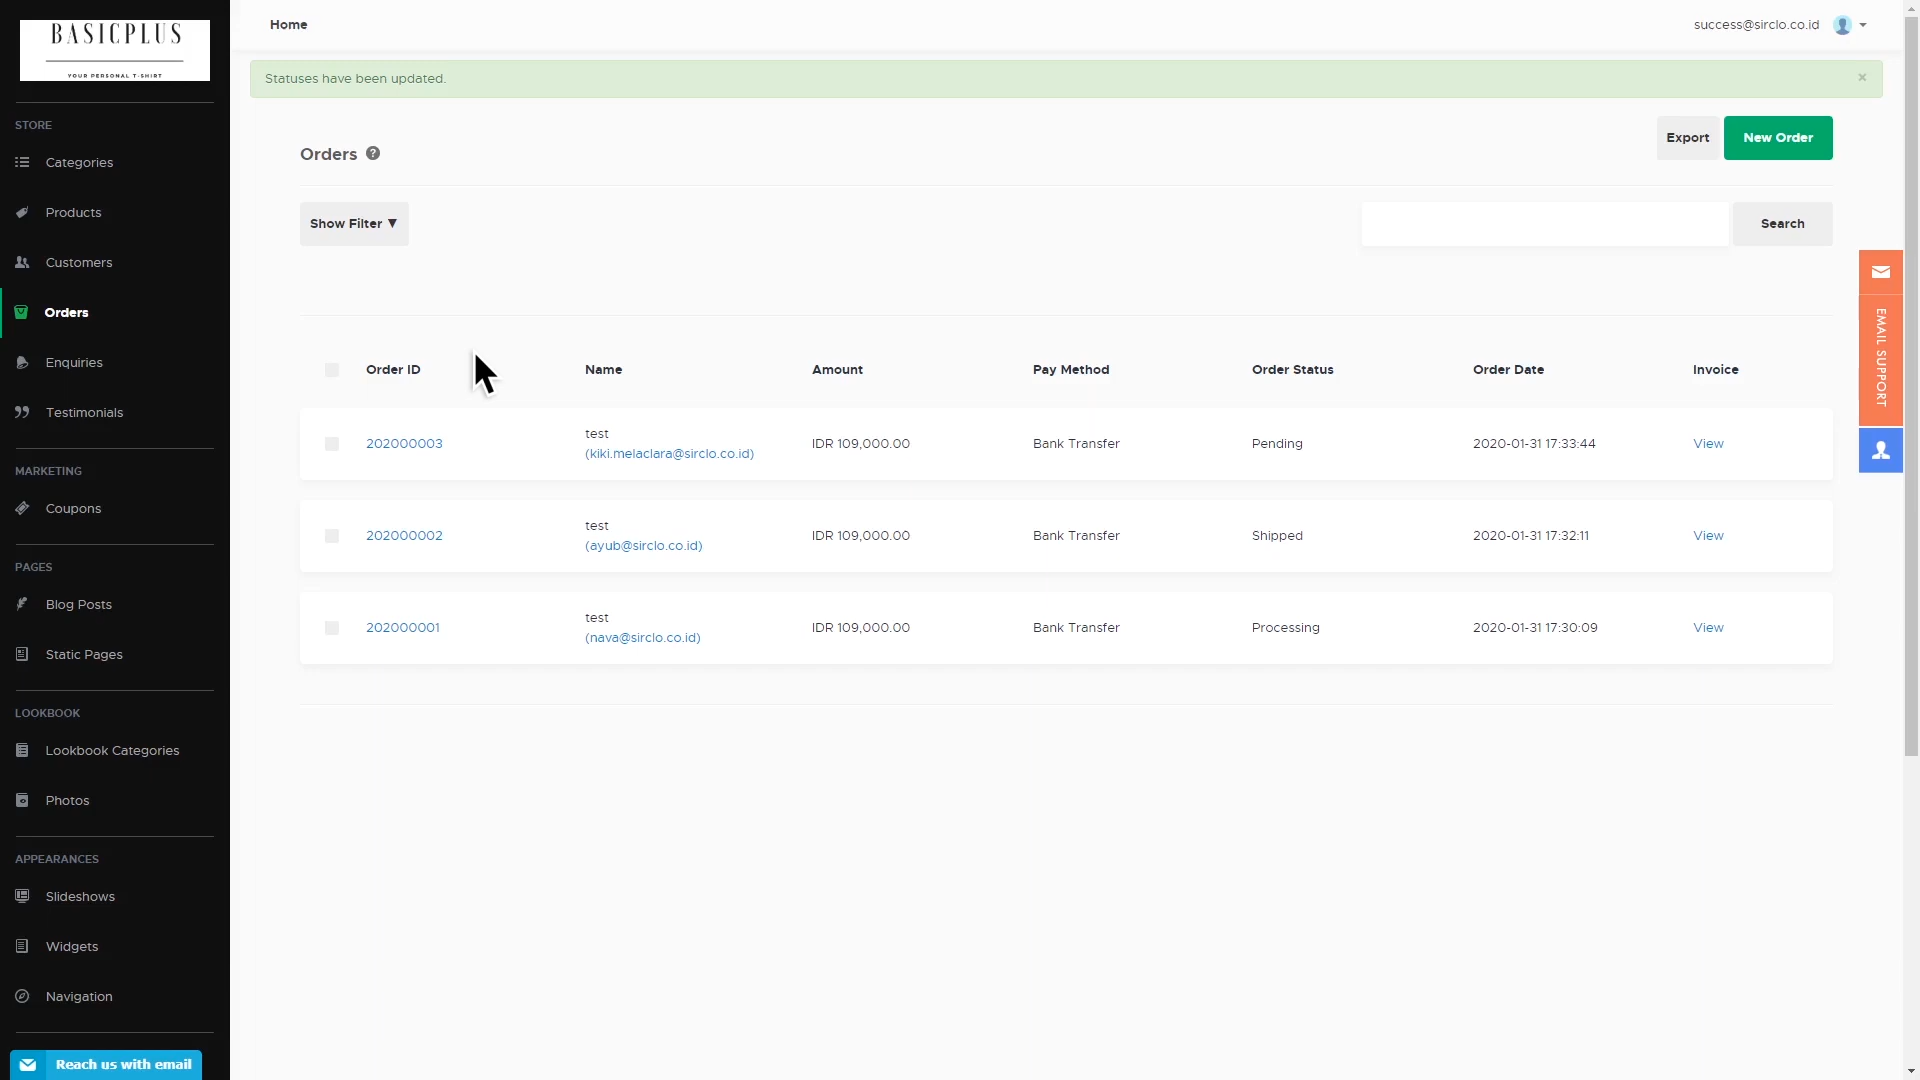 BASICPLUS
YOUR PERSONAL T-SHIRT
STORE
Categories
Products
Customers
Orders
Enquiries
Testimonials
MARKETING
Coupons
PAGES
Blog Posts
Static Pages
LOOKBOOK
Lookbook Categories
Photos
APPEARANCES
Slideshows
Widgets
Navigation
Reach us with email
Home
success@sirclo.co.id
Statuses have been updated.
×
Orders ?
Export
New Order
Show Filter ▼
Search
Order ID Name Amount Pay Method Order Status Order Date Invoice
202000003 test IDR 109,000.00 Bank Transfer Pending 2020-01-31 17:33:44 View
(kiki.melaclara@sirclo.co.id)
202000002 test IDR 109,000.00 Bank Transfer Shipped 2020-01-31 17:32:11 View
(ayub@sirclo.co.id)
202000001 test IDR 109,000.00 Bank Transfer Processing 2020-01-31 17:30:09 View
(nava@sirclo.co.id)
EMAIL SUPPORT